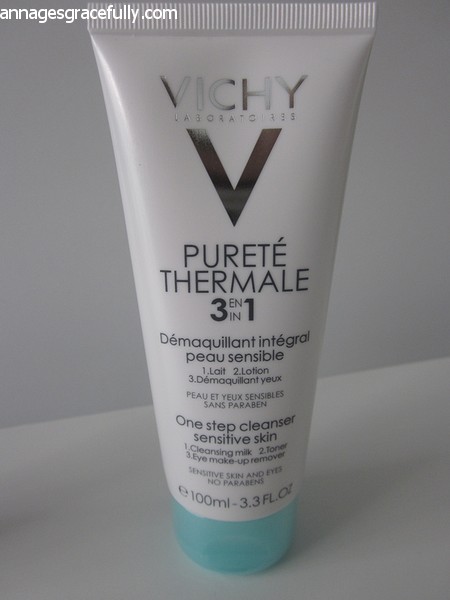 annagesgracefully.com
VICHY
LABORATOIRES
V
PURETÉ
THERMALE
3 EN IN 1
Démaquillant intégral
peau sensible
1.Lait 2.Lotion
3.Démaquillant yeux
PEAU ET YEUX SENSIBLES
SANS PARABEN
One step cleanser
sensitive skin
1.Cleansing milk 2.Toner
3.Eye make-up remover
SENSITIVE SKIN AND EYES
NO PARABENS
e 100ml - 3.3 FL.OZ